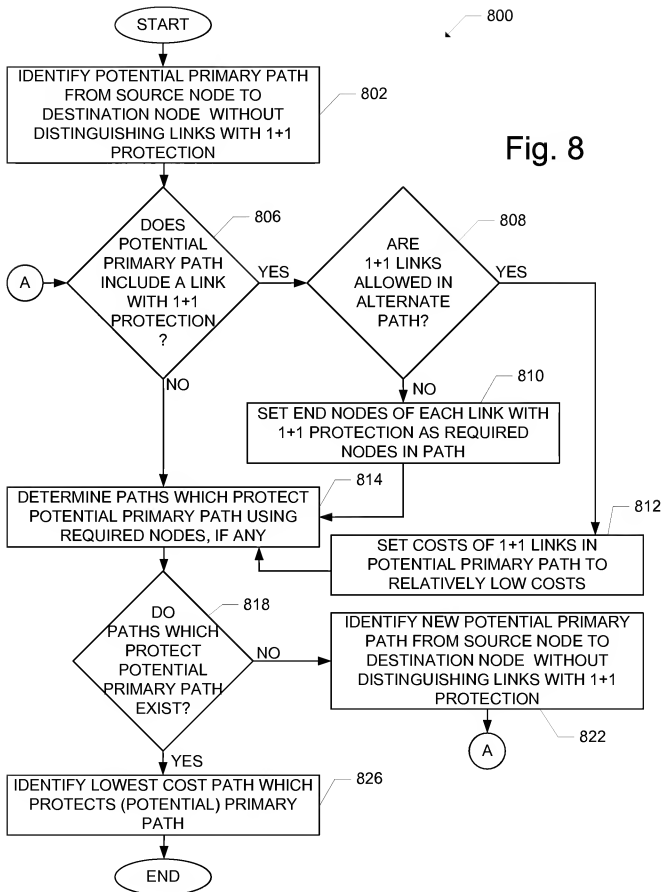 START
800
IDENTIFY POTENTIAL PRIMARY PATH
FROM SOURCE NODE TO
DESTINATION NODE WITHOUT
DISTINGUISHING LINKS WITH 1+1
PROTECTION
802
Fig. 8
DOES
POTENTIAL
PRIMARY PATH
INCLUDE A LINK
WITH 1+1
PROTECTION
?
806
A
YES
NO
ARE
1+1 LINKS
ALLOWED IN
ALTERNATE
PATH?
808
YES
NO
810
SET END NODES OF EACH LINK WITH
1+1 PROTECTION AS REQUIRED
NODES IN PATH
814
DETERMINE PATHS WHICH PROTECT
POTENTIAL PRIMARY PATH USING
REQUIRED NODES, IF ANY
812
SET COSTS OF 1+1 LINKS IN
POTENTIAL PRIMARY PATH TO
RELATIVELY LOW COSTS
818
DO
PATHS WHICH
PROTECT
POTENTIAL
PRIMARY PATH
EXIST?
NO
YES
IDENTIFY NEW POTENTIAL PRIMARY
PATH FROM SOURCE NODE TO
DESTINATION NODE WITHOUT
DISTINGUISHING LINKS WITH 1+1
PROTECTION
822
A
IDENTIFY LOWEST COST PATH WHICH
PROTECTS (POTENTIAL) PRIMARY
PATH
826
END